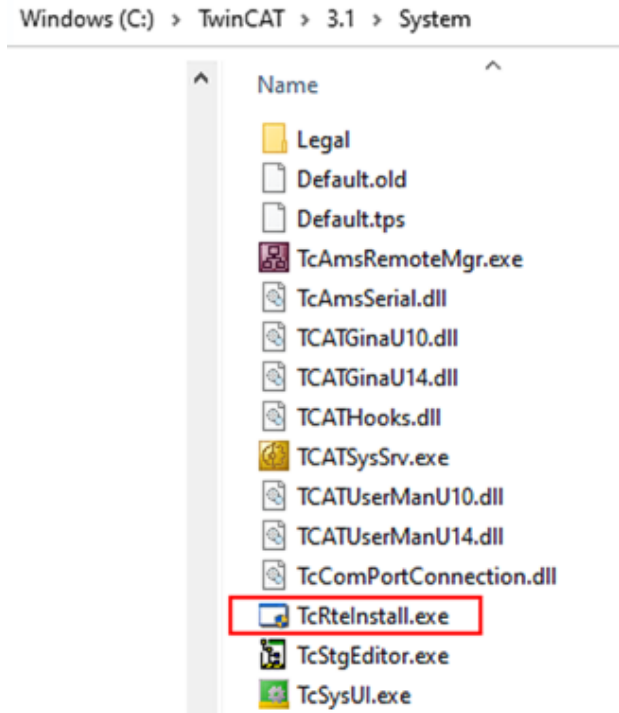 Windows (C:) > TwinCAT > 3.1 > System
Name
Legal
Default.old
Default.tps
TcAmsRemoteMgr.exe
TcAmsSerial.dll
TCATGinaU10.dll
TCATGinaU14.dll
TCATHooks.dll
TCATSysSrv.exe
TCATUserManU10.dll
TCATUserManU14.dll
TcComPortConnection.dll
TcRteInstall.exe
TcStgEditor.exe
TcSysUI.exe